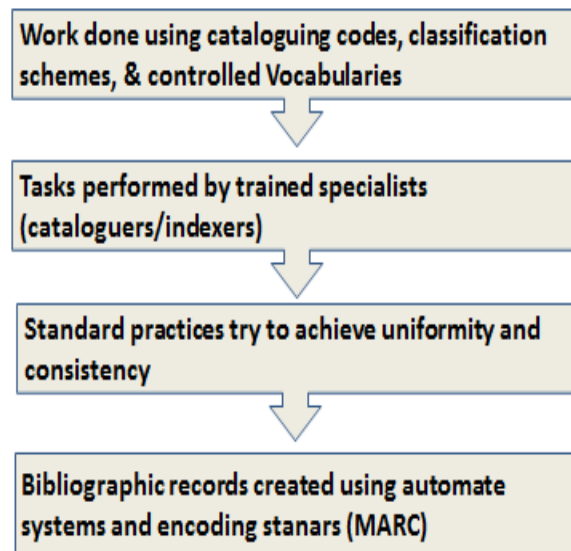 Work done using cataloguing codes, classification
schemes, & controlled Vocabularies
Tasks performed by trained specialists
(cataloguers/indexers)
Standard practices try to achieve uniformity and
consistency
Bibliographic records created using automate
systems and encoding stanars (MARC)